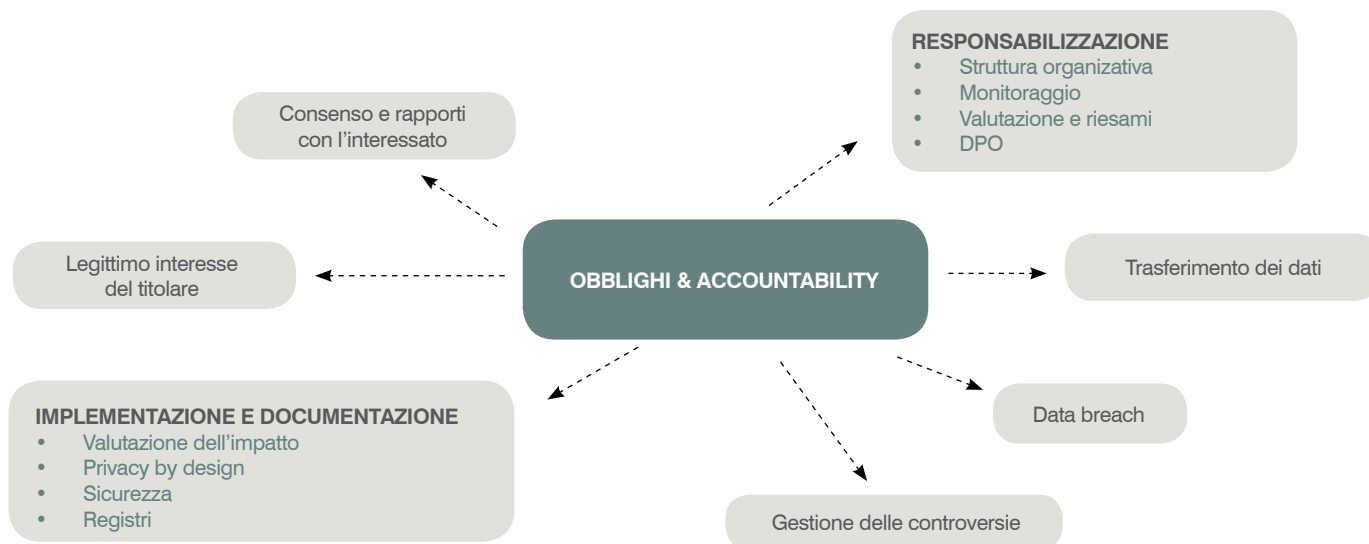 RESPONSABILIZZAZIONE
• Struttura organizzativa
• Monitoraggio
• Valutazione e riesami
• DPO
Consenso e rapporti
con l’interessato
Legittimo interesse
del titolare
OBBLIGHI & ACCOUNTABILITY
Trasferimento dei dati
IMPLEMENTAZIONE E DOCUMENTAZIONE
• Valutazione dell’impatto
• Privacy by design
• Sicurezza
• Registri
Data breach
Gestione delle controversie